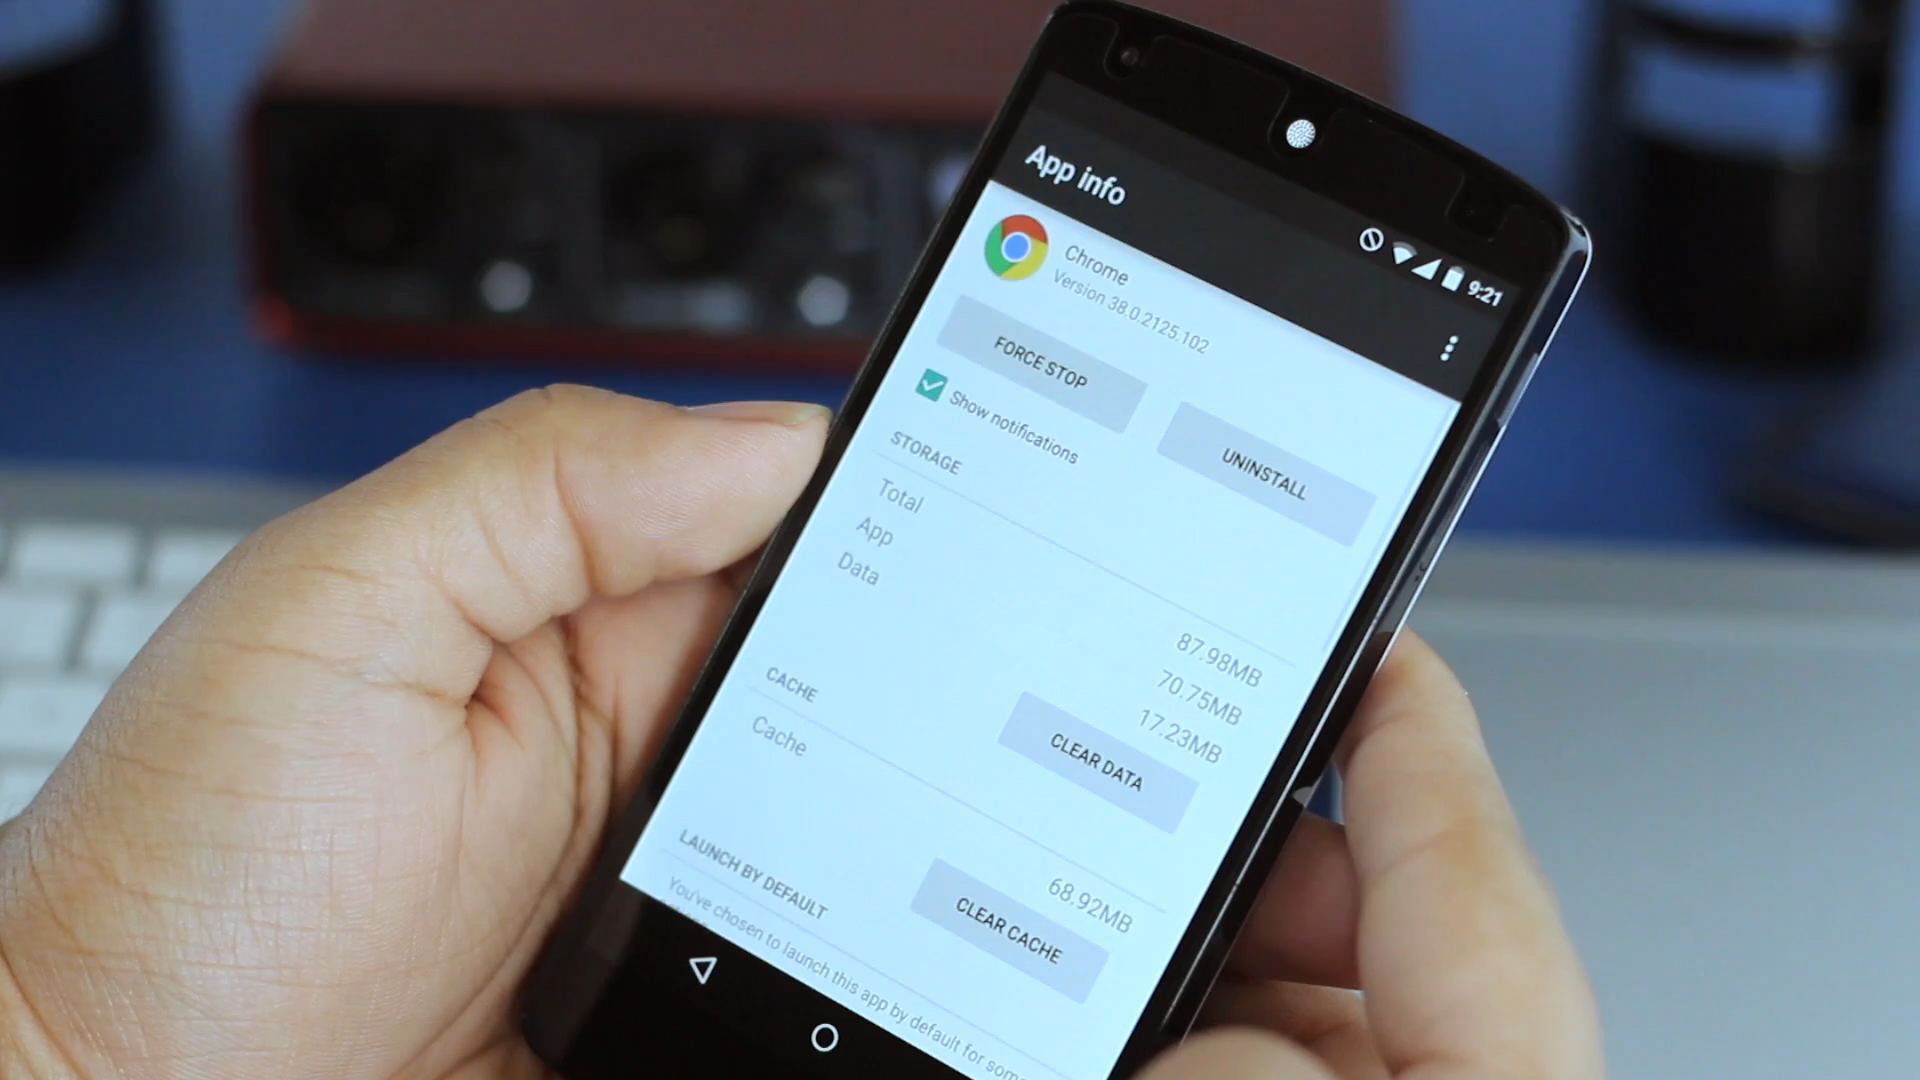 App info
9:21
Chrome
Version 38.0.2125.102
FORCE STOP
UNINSTALL
Show notifications
STORAGE
Total 87.98MB
App 70.75MB
Data 17.23MB
CLEAR DATA
CACHE
Cache 68.92MB
CLEAR CACHE
LAUNCH BY DEFAULT
You've chosen to launch this app by default for some